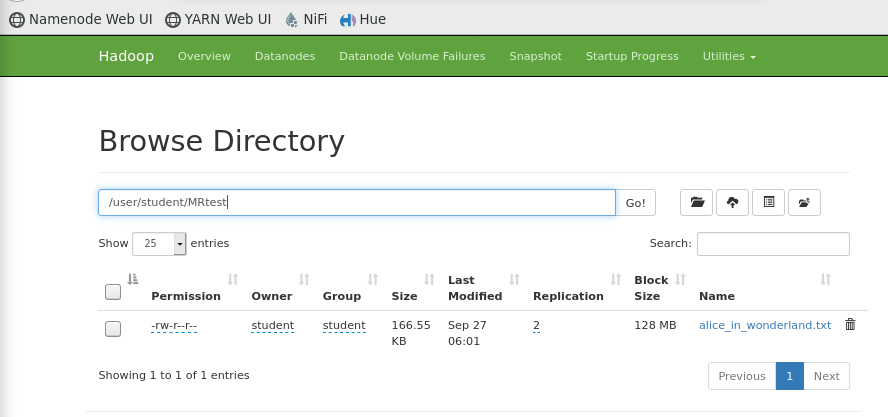 Namenode Web UI YARN Web UI NiFi Hue
Hadoop Overview Datanodes Datanode Volume Failures Snapshot Startup Progress Utilities
Browse Directory
/user/student/MRtest Go!
Show 25 entries Search:
Permission Owner Group Size Last Modified Replication Block Size Name
-rw-r--r-- student student 166.55 KB Sep 27 06:01 2 128 MB alice_in_wonderland.txt
Showing 1 to 1 of 1 entries Previous 1 Next